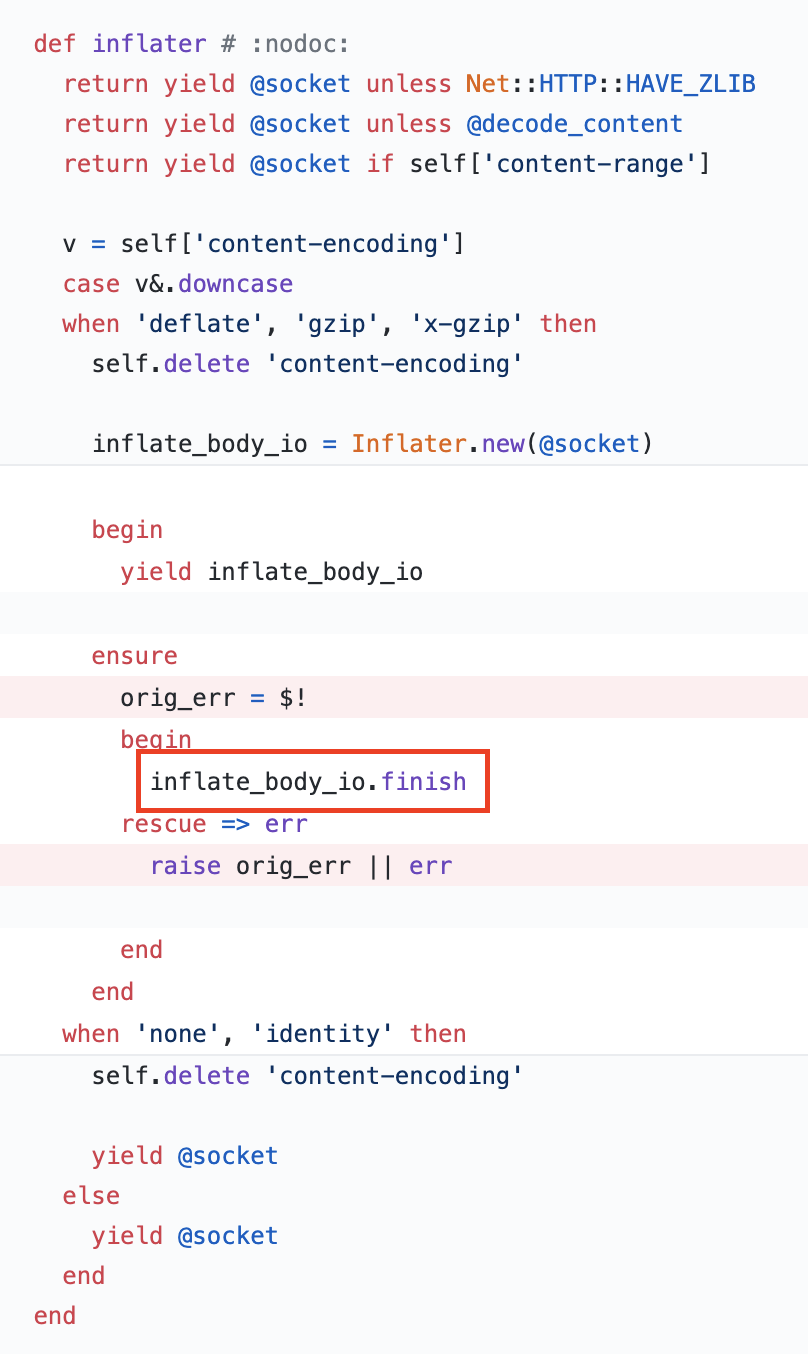 def inflater # :nodoc:
return yield @socket unless Net::HTTP::HAVE_ZLIB
return yield @socket unless @decode_content
return yield @socket if self['content-range']
v = self['content-encoding']
case v&.downcase
when 'deflate', 'gzip', 'x-gzip' then
self.delete 'content-encoding'
inflate_body_io = Inflater.new(@socket)
begin
yield inflate_body_io
ensure
orig_err = $!
begin
inflate_body_io.finish
rescue => err
raise orig_err || err
end
end
when 'none', 'identity' then
self.delete 'content-encoding'
yield @socket
else
yield @socket
end
end